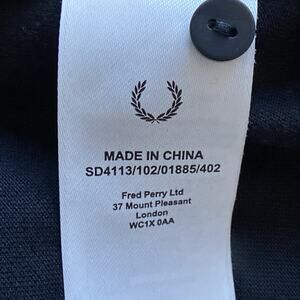 MADE IN CHINA
SD4113/102/01885/402
Fred Perry Ltd
37 Mount Pleasant
London
WC1X 0AA